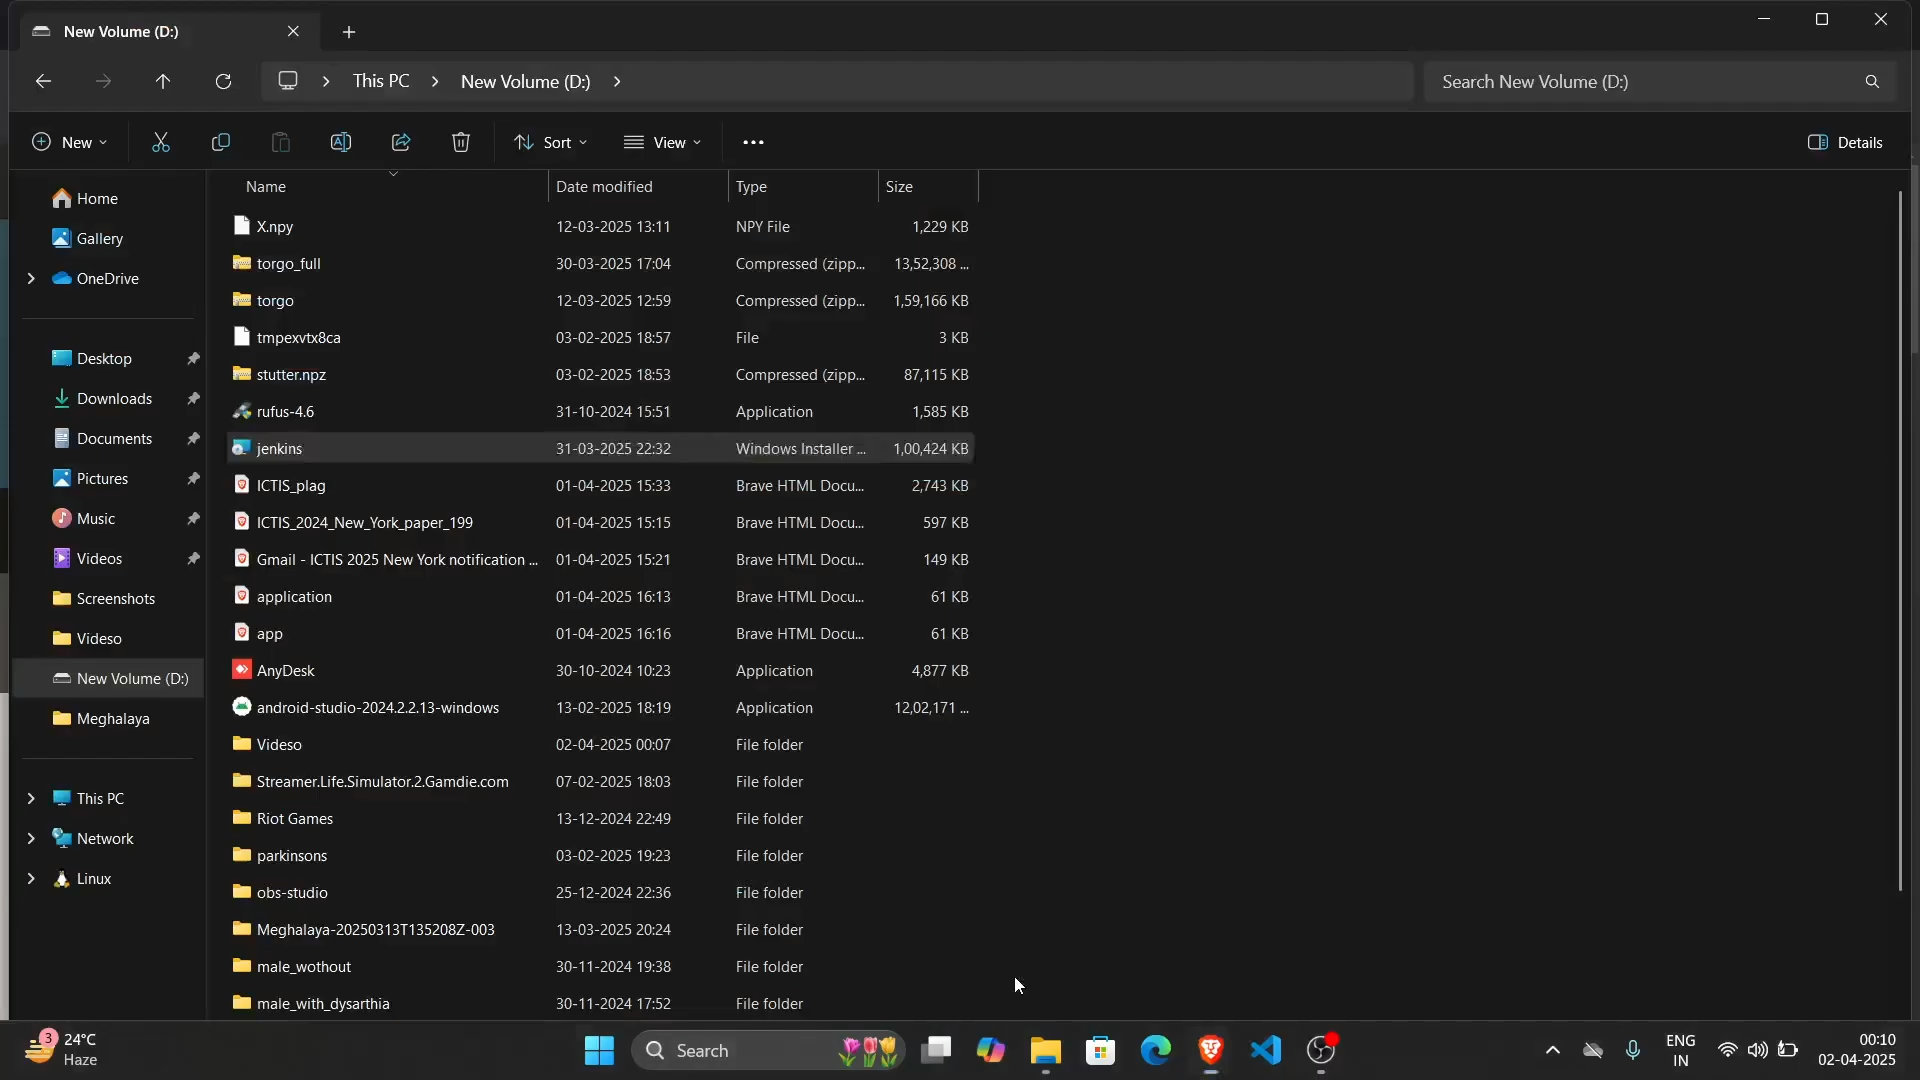 New Volume (D:)
This PC
New Volume (D:)
Search New Volume (D:)
New
Sort
View
Details
Name
Date modified
Type
Size
Home
Gallery
OneDrive
Desktop
Downloads
Documents
Pictures
Music
Videos
Screenshots
Videso
New Volume (D:)
Meghalaya
This PC
Network
Linux
X.npy 12-03-2025 13:11 NPY File 1,229 KB
torgo_full 30-03-2025 17:04 Compressed (zipp... 13,52,308 ...
torgo 12-03-2025 12:59 Compressed (zipp... 1,59,166 KB
tmpexvtx8ca 03-02-2025 18:57 File 3 KB
stutter.npz 03-02-2025 18:53 Compressed (zipp... 87,115 KB
rufus-4.6 31-10-2024 15:51 Application 1,585 KB
jenkins 31-03-2025 22:32 Windows Installer ... 1,00,424 KB
ICTIS_plag 01-04-2025 15:33 Brave HTML Docu... 2,743 KB
ICTIS_2024_New_York_paper_199 01-04-2025 15:15 Brave HTML Docu... 597 KB
Gmail - ICTIS 2025 New York notification ... 01-04-2025 15:21 Brave HTML Docu... 149 KB
application 01-04-2025 16:13 Brave HTML Docu... 61 KB
app 01-04-2025 16:16 Brave HTML Docu... 61 KB
AnyDesk 30-10-2024 10:23 Application 4,877 KB
android-studio-2024.2.2.13-windows 13-02-2025 18:19 Application 12,02,171 ...
Videso 02-04-2025 00:07 File folder
Streamer.Life.Simulator.2.Gamdie.com 07-02-2025 18:03 File folder
Riot Games 13-12-2024 22:49 File folder
parkinsons 03-02-2025 19:23 File folder
obs-studio 25-12-2024 22:36 File folder
Meghalaya-20250313T135208Z-003 13-03-2025 20:24 File folder
male_wothout 30-11-2024 19:38 File folder
male_with_dysarthia 30-11-2024 17:52 File folder
3
24°C
Haze
Search
ENG
IN
00:10
02-04-2025